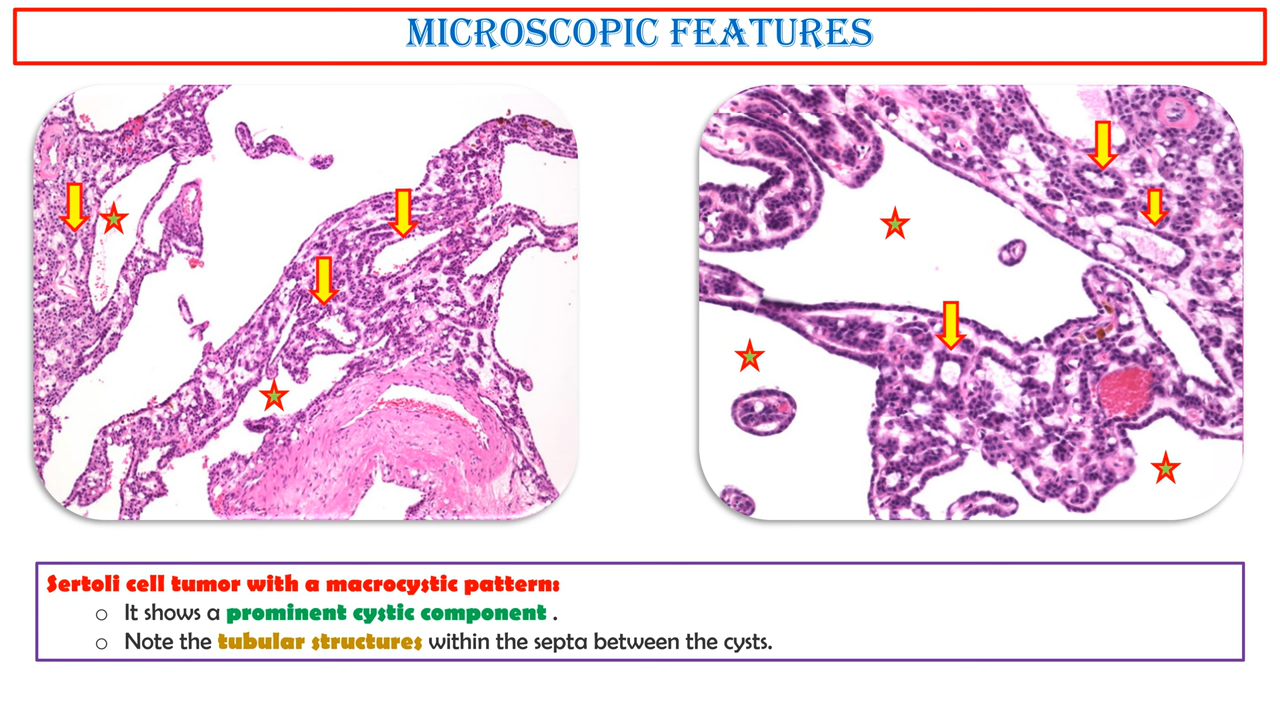 MICROSCOPIC FEATURES
Sertoli cell tumor with a macrocystic pattern:
o It shows a prominent cystic component .
o Note the tubular structures within the septa between the cysts.